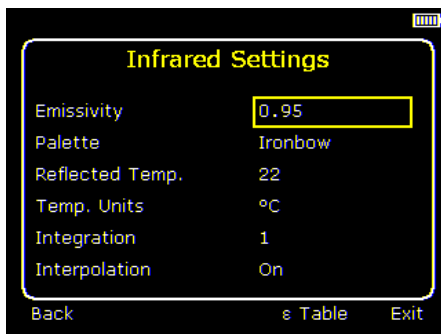 Infrared Settings
Emissivity 0.95
Palette Ironbow
Reflected Temp. 22
Temp. Units °C
Integration 1
Interpolation On
Back ε Table Exit